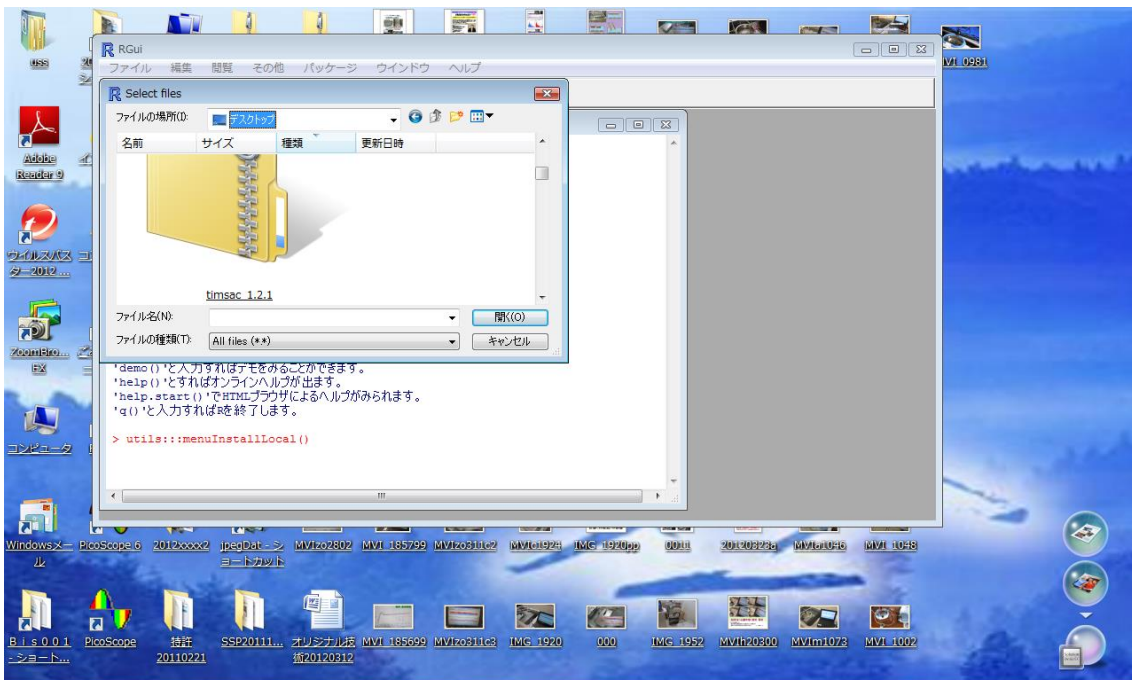 RGui
ファイル 編集 閲覧 その他 パッケージ ウインドウ ヘルプ
Select files
ファイルの場所(I):
デスクトップ
名前 サイズ 種類 更新日時
timsac_1.2.1
ファイル名(N):
開く(O)
ファイルの種類(T):
All files (*.*)
キャンセル
'demo()'と入力すればデモをみることができます。
'help()'とすればオンラインヘルプが出ます。
'help.start()'でHTMLブラウザによるヘルプがみられます。
'q()'と入力すればRを終了します。
> utils:::menuInstallLocal()
MVI_0981
Adobe
Reader 9
ウイルスバス
ター2012 ...
ZoomBro...
EX
コンピュータ
Windowsメー
ル
PicoScope 6
2012xxxx2
jpegDat - シ
ョートカット
MVIzo2802
MVI_185799
MVIzo311c2
IMG_1920pp
0011
20120323a
MVI_1048
Bis001
- ショート...
PicoScope
特許
20110221
SSP20111...
オリジナル技
術20120312
MVI_185699
MVIzo311c3
IMG_1920
000
IMG_1952
MVIh20300
MVIm1073
MVI_1002